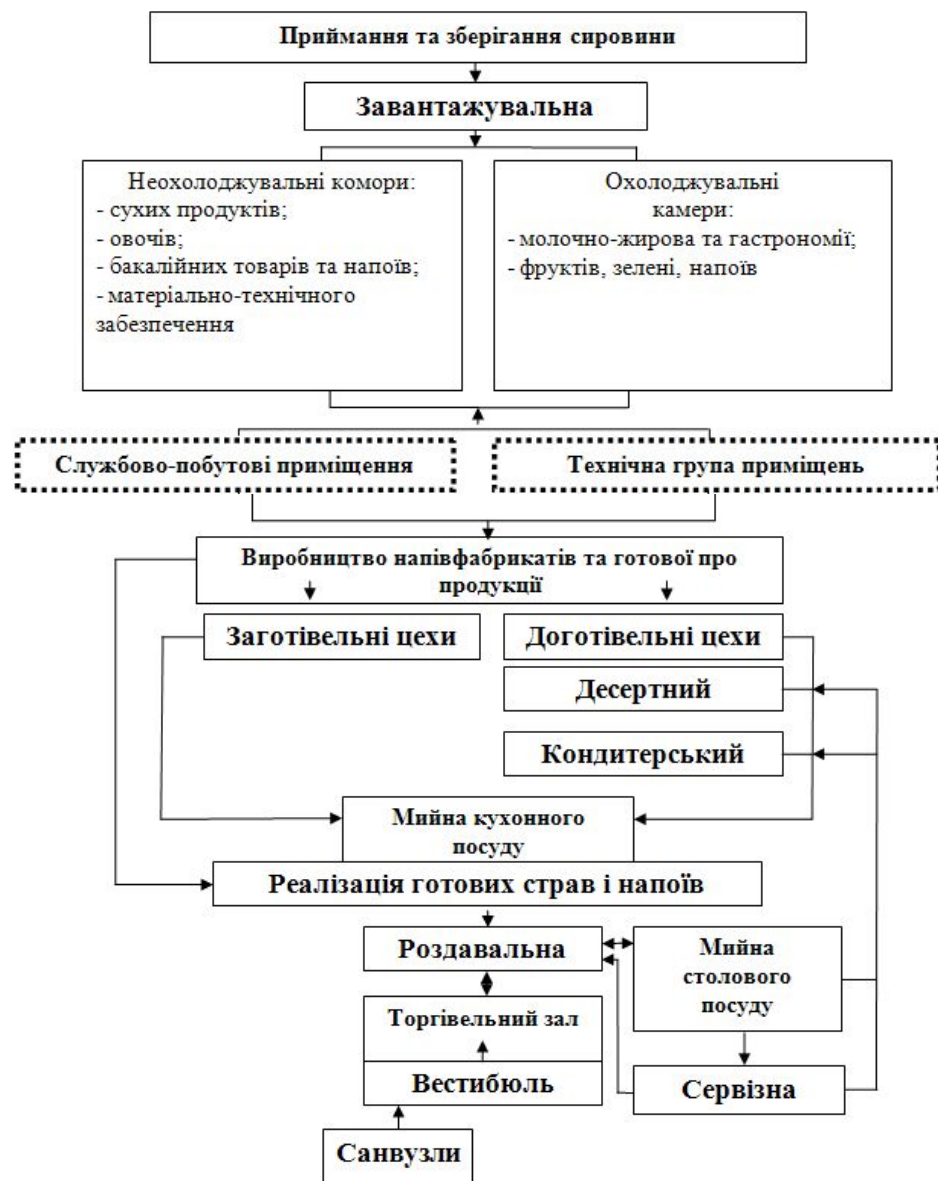 Приймання та зберігання сировини
Завантажувальна
Неохолоджувальні комори:
- сухих продуктів;
- овочів;
- бакалійних товарів та напоїв;
- матеріально-технічного
забезпечення
Охолоджувальні
камери:
- молочно-жирова та гастрономії;
- фруктів, зелені, напоїв
Службово-побутові приміщення
Технічна група приміщень
Виробництво напівфабрикатів та готової про
продукції
Заготівельні цехи
Доготівельні цехи
Десертний
Кондитерський
Мийна кухонного
посуду
Реалізація готових страв і напоїв
Роздавальна
Мийна
столового
посуду
Торгівельний зал
Вестибюль
Сервізна
Санвузли